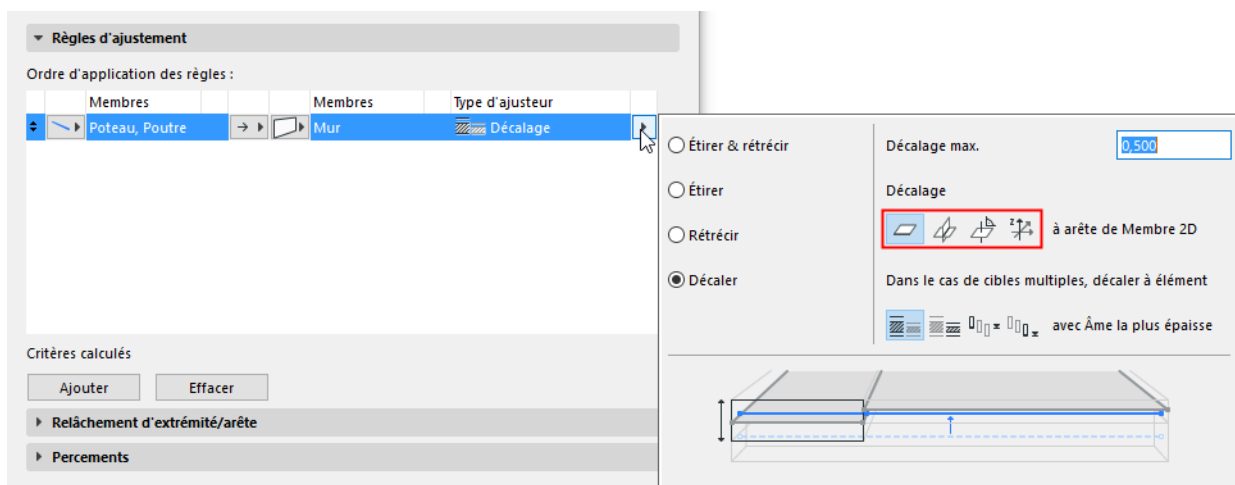 Règles d'ajustement
Ordre d'application des règles :
Membres Membres Type d'ajusteur
Poteau, Poutre Mur Décalage
Étirer & rétrécir Décalage max. 0,500
Étirer Décalage
Rétrécir à arête de Membre 2D
Décaler Dans le cas de cibles multiples, décaler à élément
avec Âme la plus épaisse
Critères calculés
Ajouter Effacer
Relâchement d'extrémité/arête
Percements